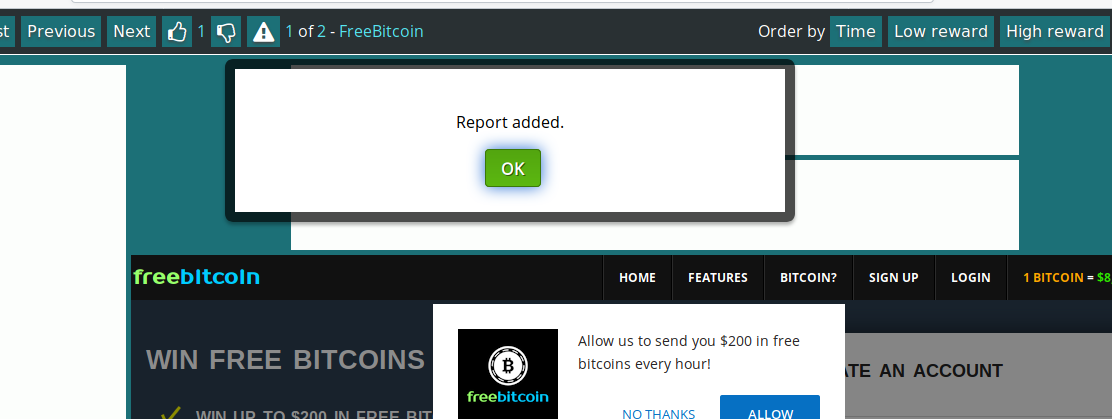 st Previous Next 1 1 of 2 - FreeBitcoin Order by Time Low reward High reward
Report added.
OK
freebitcoin HOME FEATURES BITCOIN? SIGN UP LOGIN 1 BITCOIN = $8
Allow us to send you $200 in free
bitcoins every hour!
freebitcoin
NO THANKS ALLOW
WIN FREE BITCOINS
ATE AN ACCOUNT
WIN UP TO $200 IN FREE BIT